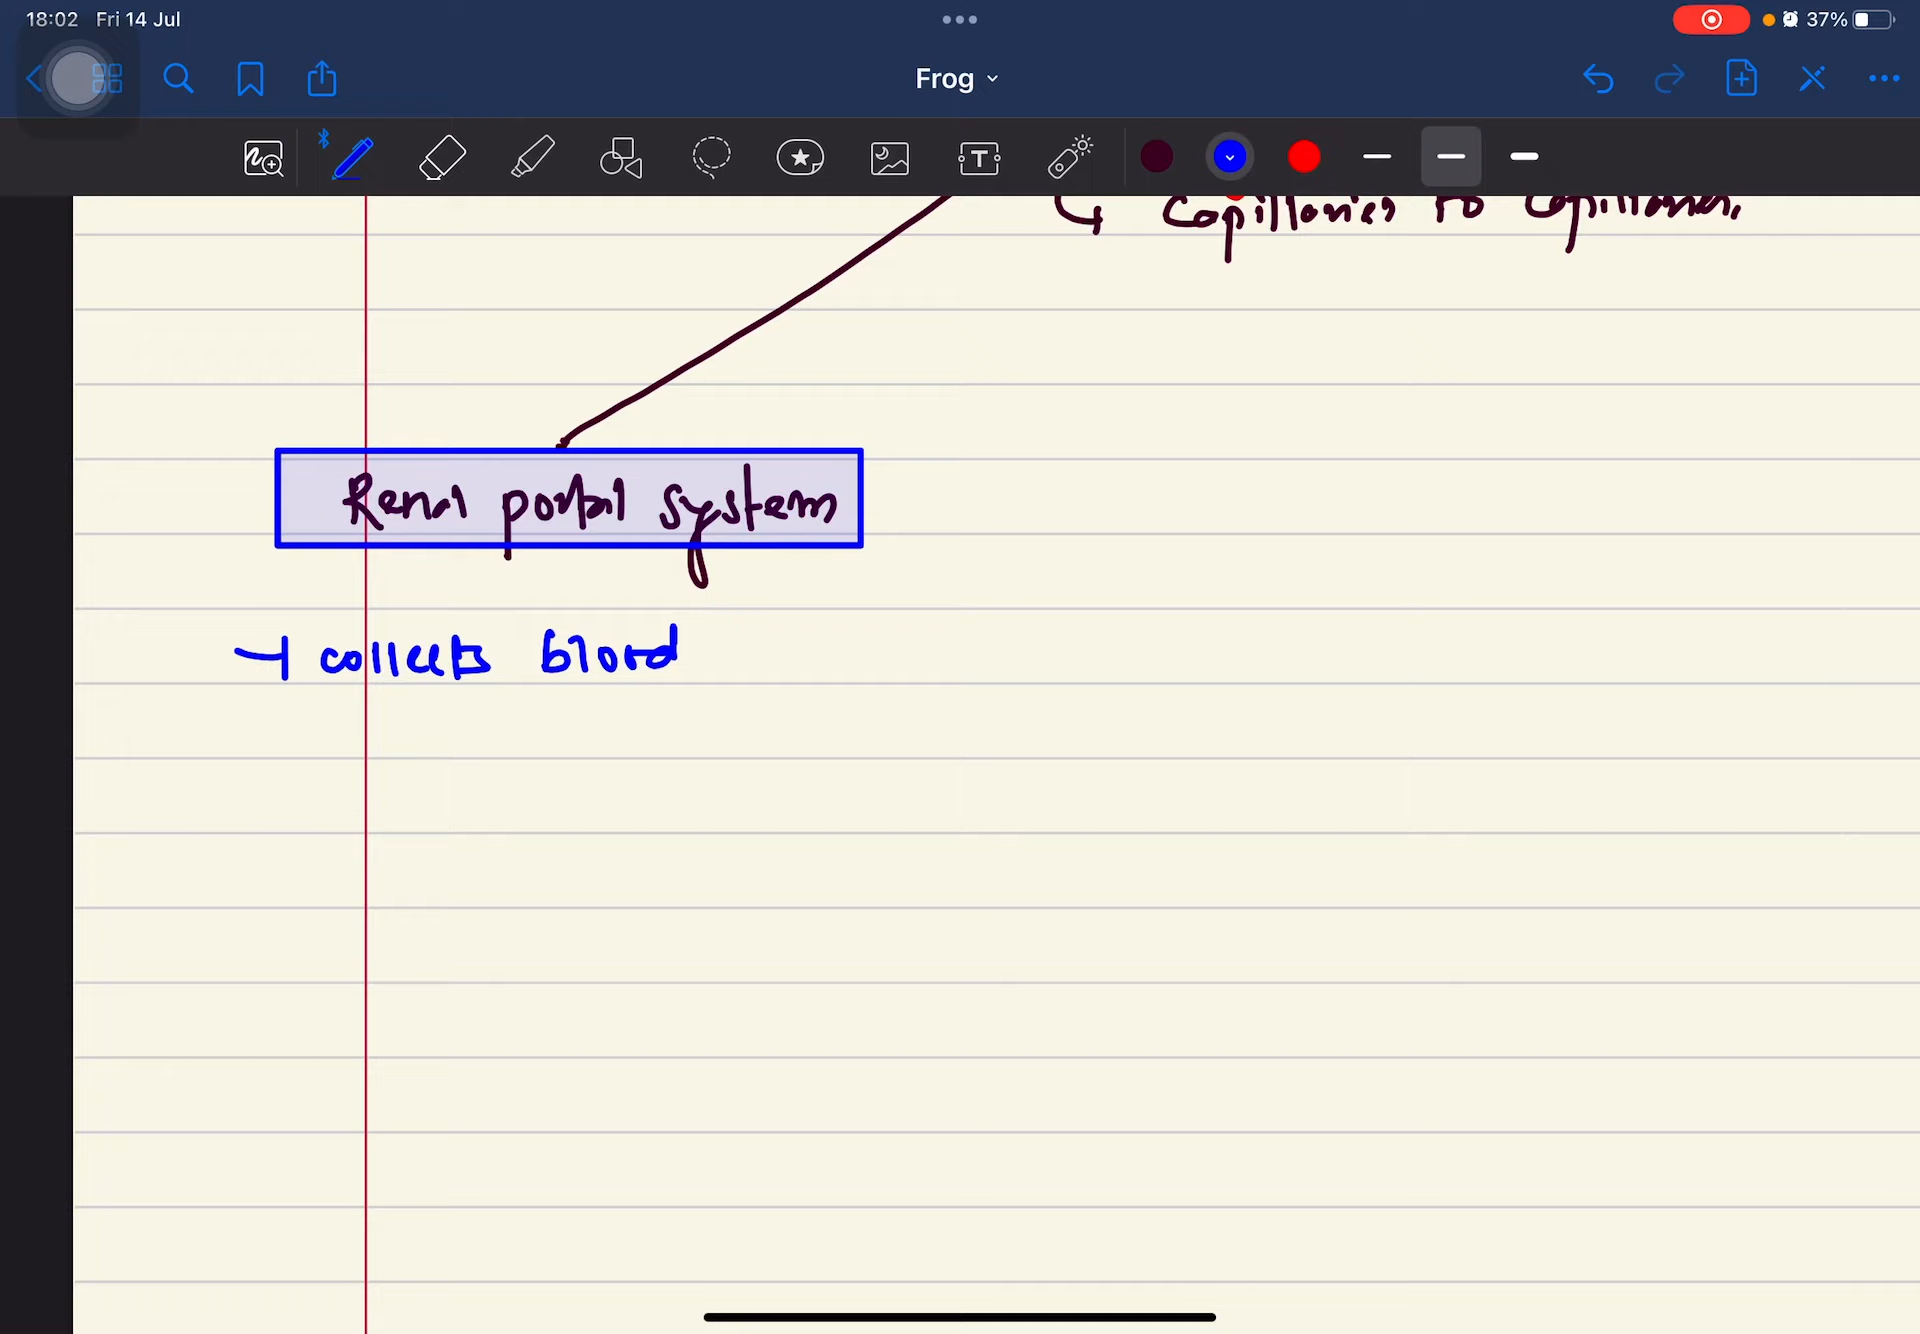 18:02 Fri 14 Jul
37%
Frog
T
Capillaries to capillaries.
Renal portal system
collects blood